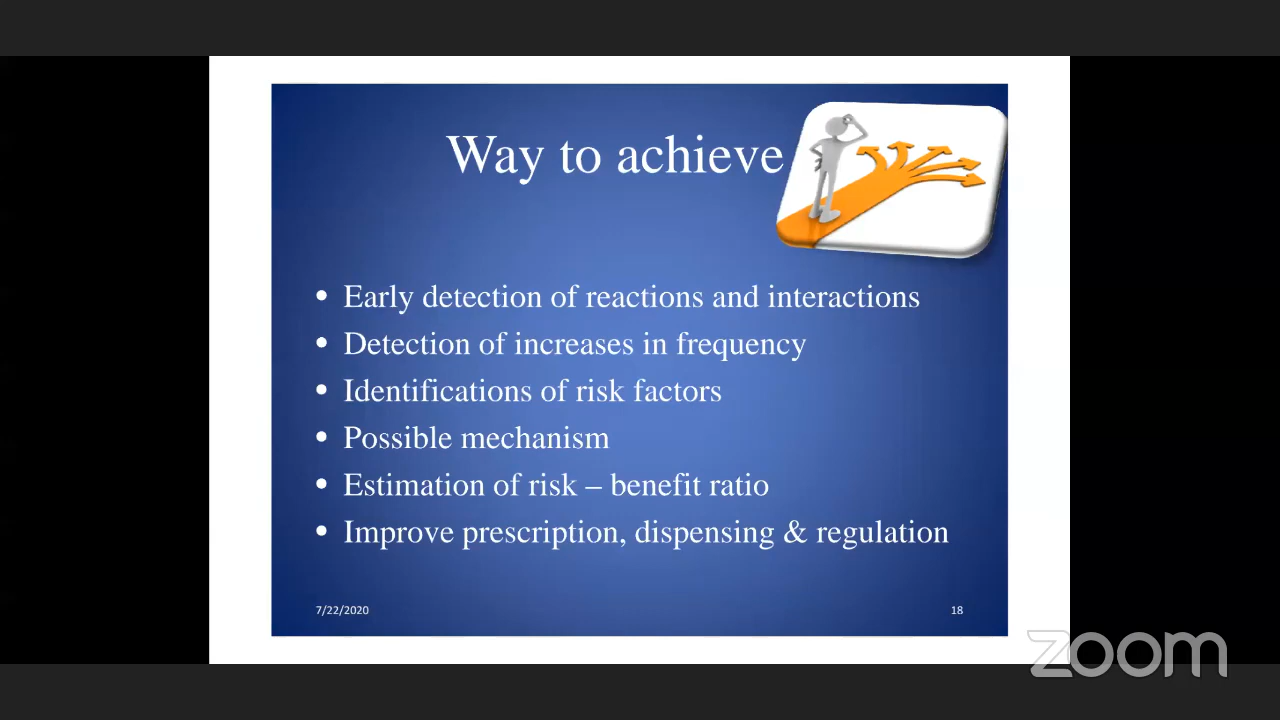 Way to achieve
• Early detection of reactions and interactions
• Detection of increases in frequency
• Identifications of risk factors
• Possible mechanism
• Estimation of risk – benefit ratio
• Improve prescription, dispensing & regulation
7/22/2020
18
zoom